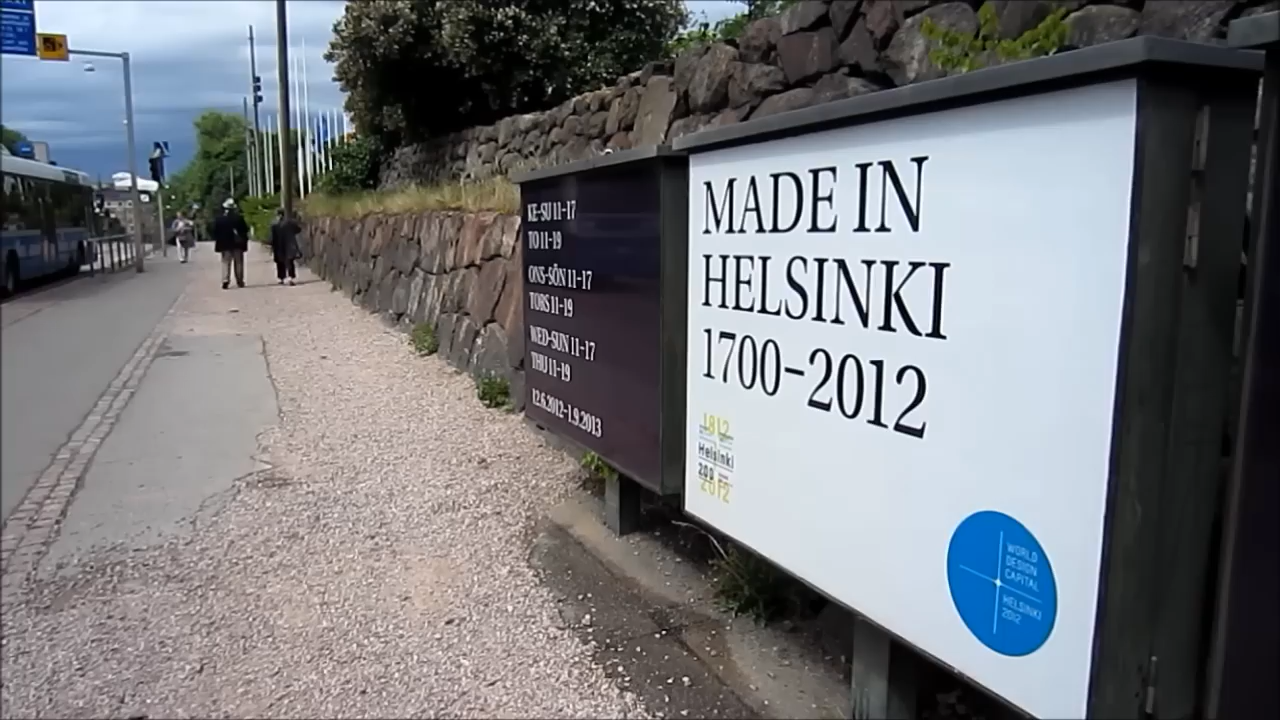 KE-SU 11-17
TO 11-19
ONS-SÖN 11-17
TORS 11-19
WED-SUN 11-17
THU 11-19
12.6.2012-1.9.2013
MADE IN
HELSINKI
1700-2012
1812
Helsinki
200
2012
WORLD
DESIGN
CAPITAL
HELSINKI
2012